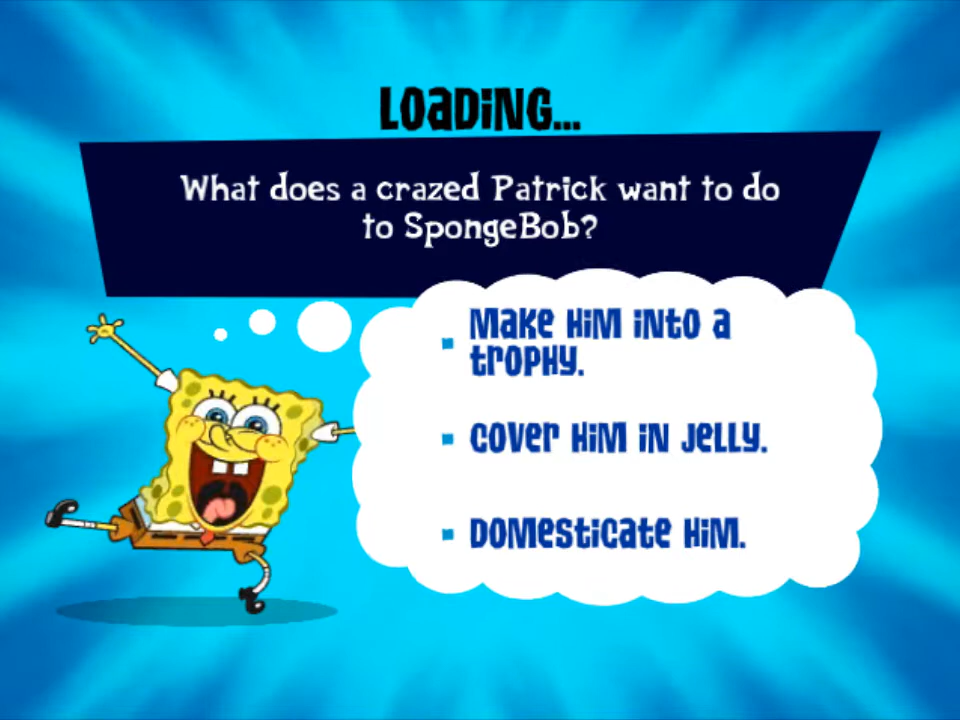 Loading...
What does a crazed Patrick want to do
to SpongeBob?
Make him into a
trophy.
Cover him in jelly.
Domesticate him.